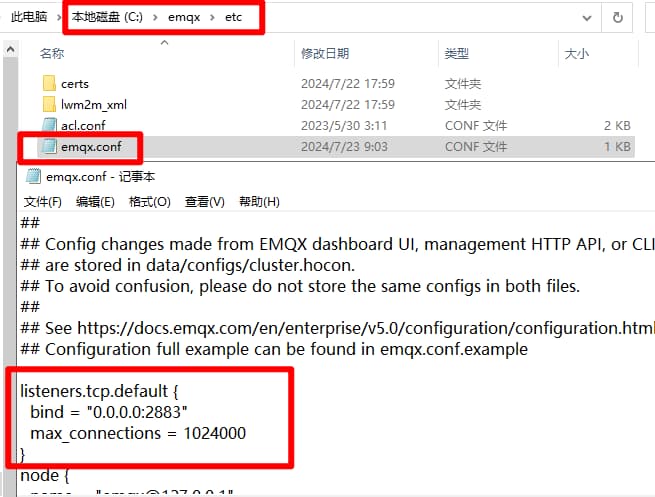 此电脑 > 本地磁盘 (C:) > emqx > etc
名称 修改日期 类型 大小
certs 2024/7/22 17:59 文件夹
lwm2m_xml 2024/7/22 17:59 文件夹
acl.conf 2023/5/30 3:11 CONF 文件 2 KB
emqx.conf 2024/7/23 9:03 CONF 文件 1 KB
emqx.conf - 记事本
文件(F) 编辑(E) 格式(O) 查看(V) 帮助(H)
##
## Config changes made from EMQX dashboard UI, management HTTP API, or CLI
## are stored in data/configs/cluster.hocon.
## To avoid confusion, please do not store the same configs in both files.
##
## See https://docs.emqx.com/en/enterprise/v5.0/configuration/configuration.html
## Configuration full example can be found in emqx.conf.example
listeners.tcp.default {
bind = "0.0.0.0:2883"
max_connections = 1024000
}
node {
name = "emqx@127.0.0.1"